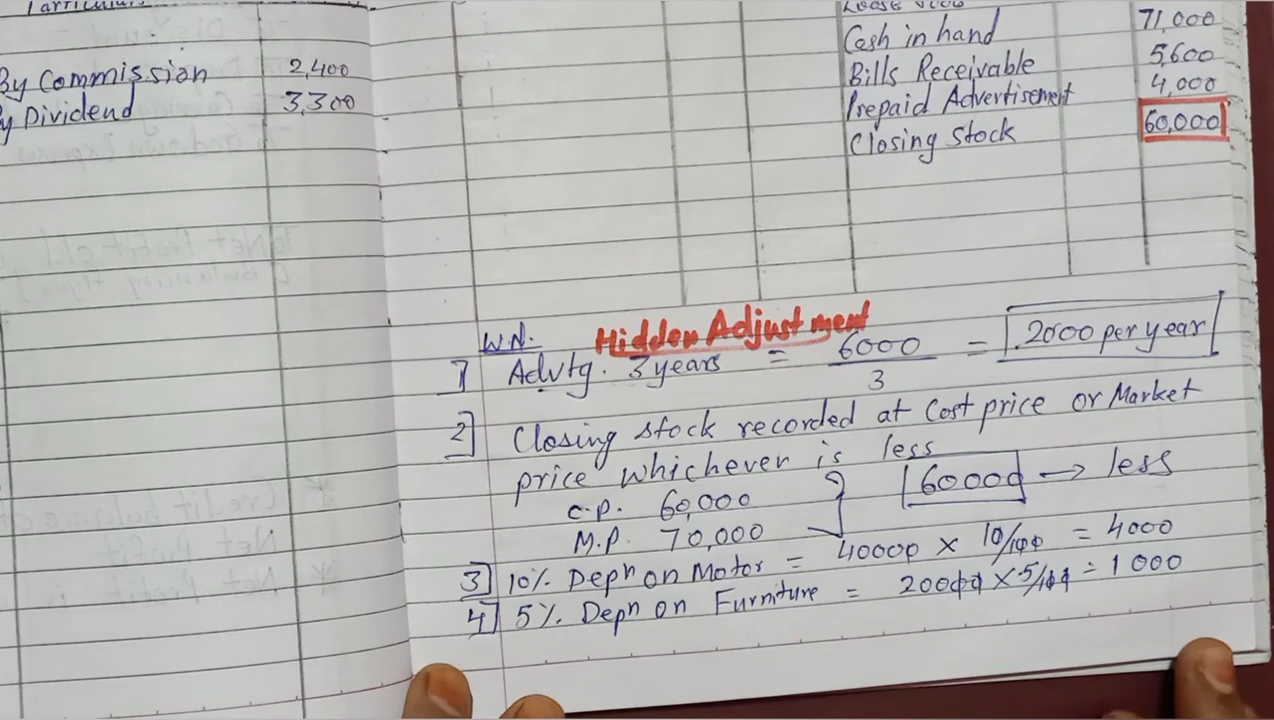 Particulars
By Commission 2,400
By Dividend 3,300
Cash in hand 71,000
Bills Receivable 5,600
Prepaid Advertisement 4,000
Closing Stock 60,000
W.N. Hidden Adjustment
1] Advtg. 3 years = 6000/3 = 2000 per year
2] Closing stock recorded at Cost price or Market
price whichever is less
C.P. 60,000
M.P. 70,000 } 60000 → less
3] 10% Depn on Motor = 40000 × 10/100 = 4000
4] 5% Depn on Furniture = 20000 × 5/100 = 1000